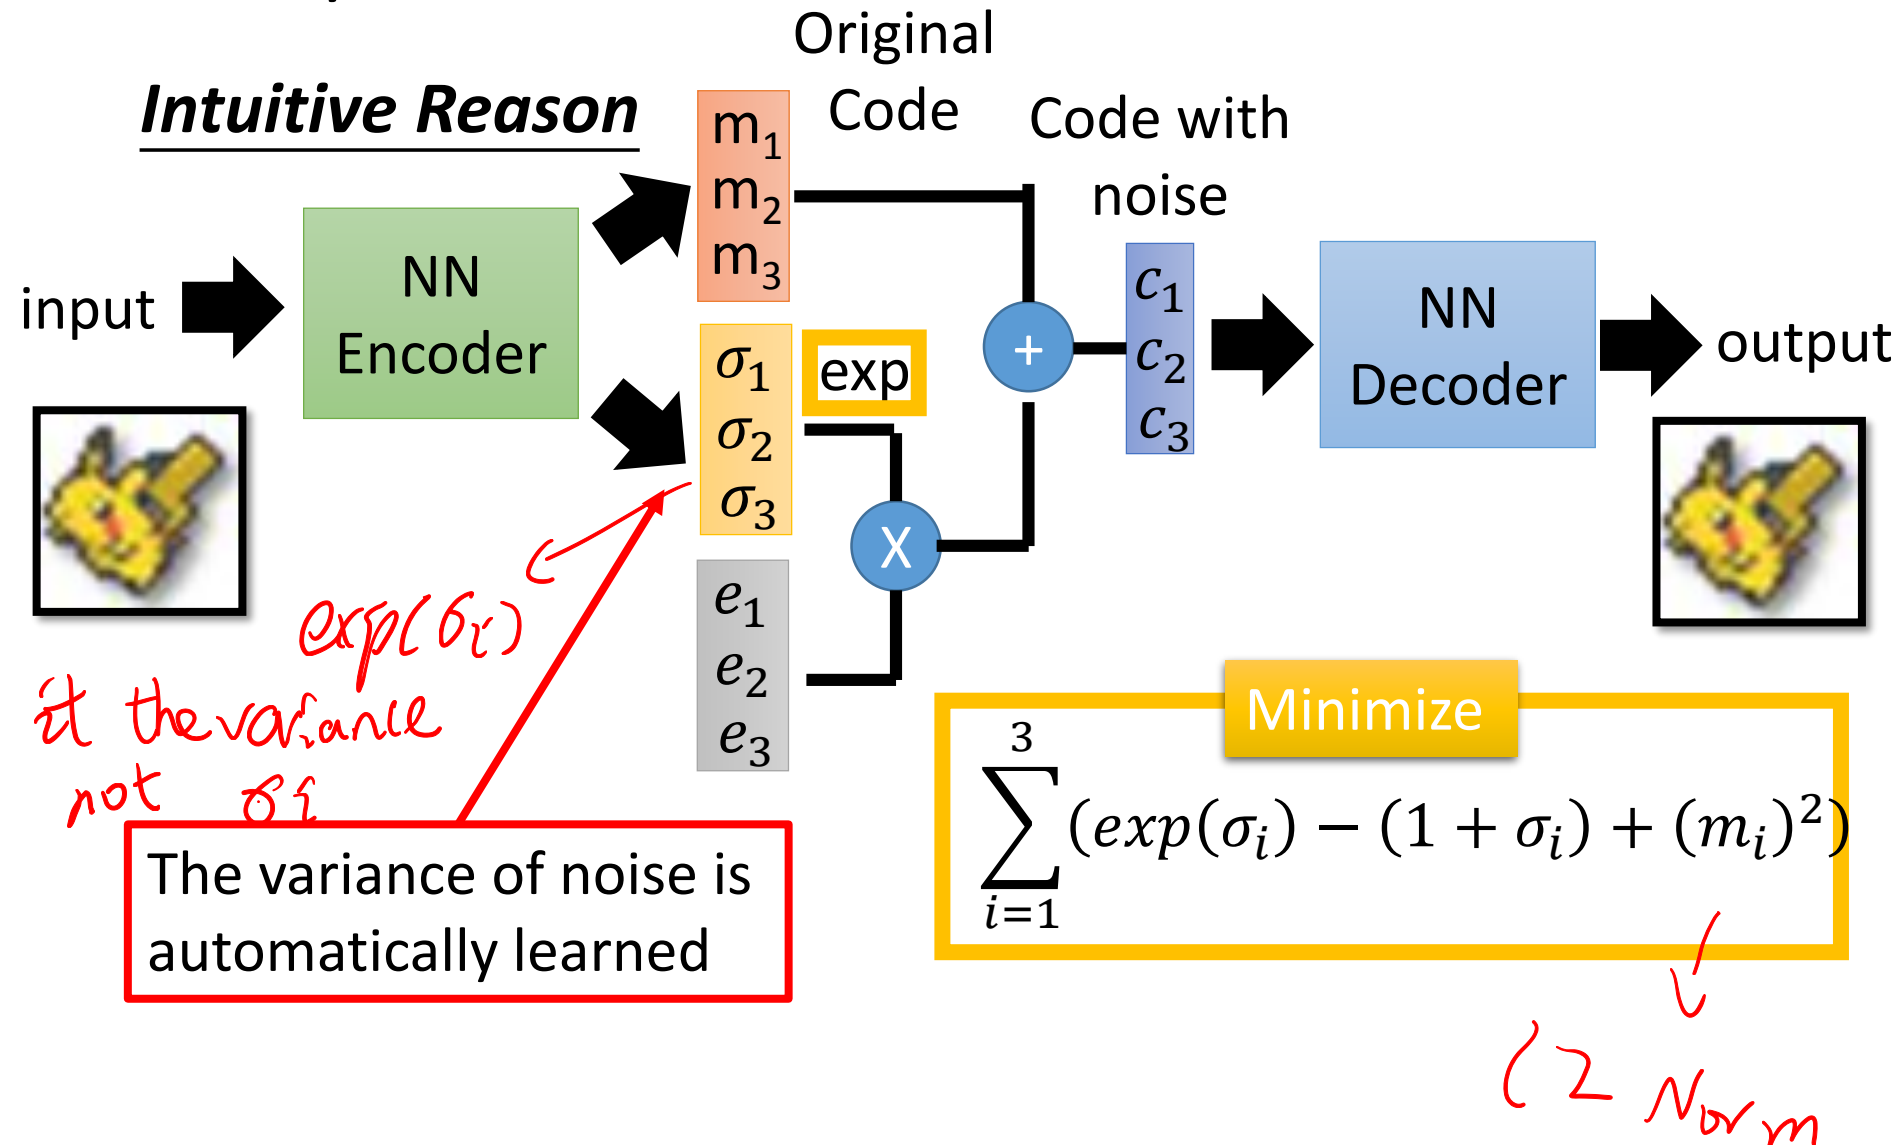 Original
Code
Intuitive Reason
Code with
noise
m₁
m₂
m₃
input
NN
Encoder
σ₁
σ₂
σ₃
exp
+
c₁
c₂
c₃
NN
Decoder
output
X
e₁
e₂
e₃
exp(σi)
it the variance
not σi
The variance of noise is
automatically learned
Minimize
3
∑(exp(σᵢ) − (1 + σᵢ) + (mᵢ)²)
i=1
(2 Norm